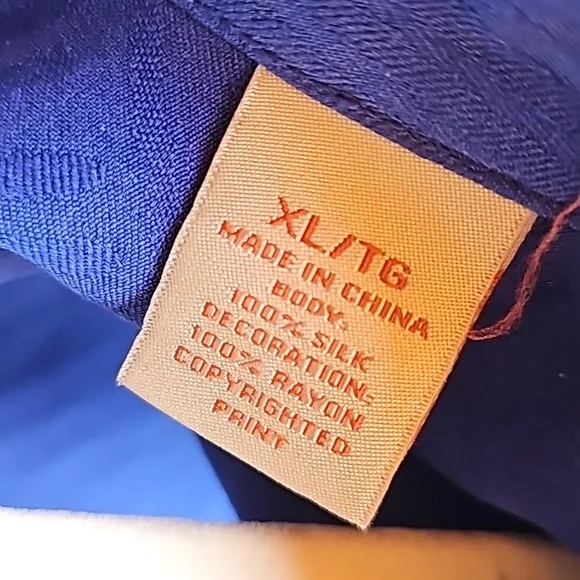 XL/TG
MADE IN CHINA
BODY:
100% SILK
DECORATION:
100% RAYON
COPYRIGHTED
PRINT